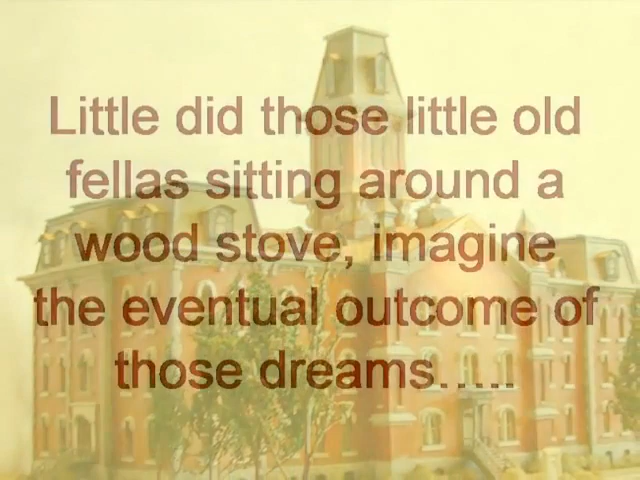 Little did those little old
fellas sitting around a
wood stove, imagine
the eventual outcome of
those dreams…..